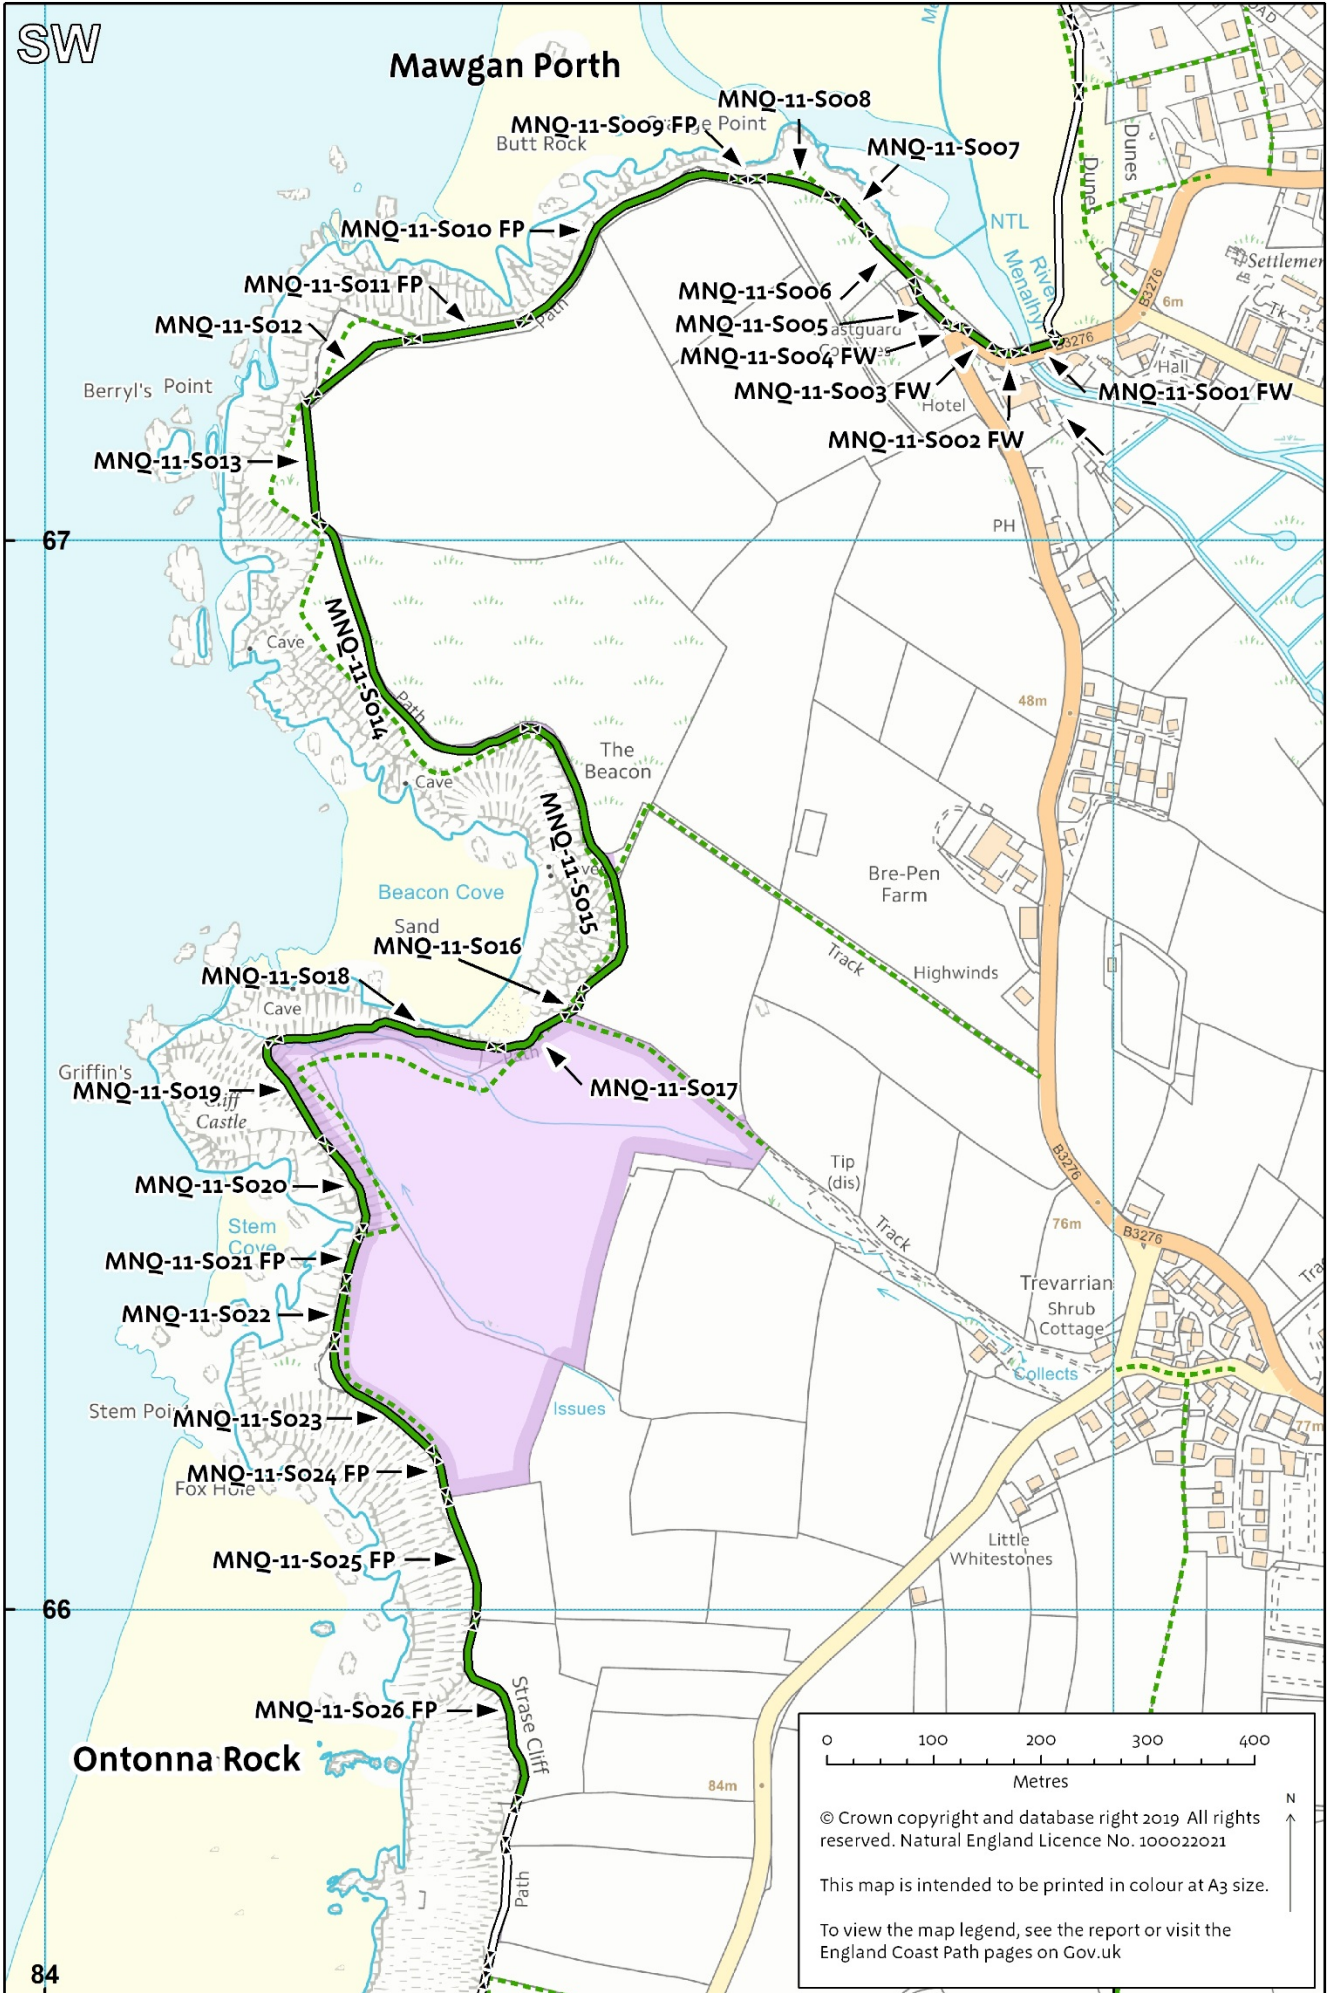 SW
Mawgan Porth
MNQ-11-S008
MNQ-11-S009 FP
Point
Butt Rock
MNQ-11-S007
Dunes
Dunes
NTL
River
Menalhyl
MNQ-11-S010 FP
Settlement
B3276
6m
Tk
MNQ-11-S011 FP
Path
MNQ-11-S006
MNQ-11-S012
MNQ-11-S005
MNQ-11-S004 FW
B3276
Hall
Berryl's Point
MNQ-11-S003 FW
MNQ-11-S001 FW
Hotel
MNQ-11-S002 FW
MNQ-11-S013
PH
67
Cave
MNQ-11-S014
Path
48m
The
Beacon
Cave
MNQ-11-S015
Bre-Pen
Farm
Beacon Cove
Sand
MNQ-11-S016
Track
Highwinds
MNQ-11-S018
Cave
Path
Griffin's
MNQ-11-S019
Cliff
Castle
MNQ-11-S017
Tip
(dis)
B3276
MNQ-11-S020
Stem
Cove
Track
76m
B3276
MNQ-11-S021 FP
Trevarrian
MNQ-11-S022
Shrub
Cottage
Collects
Issues
Stem Point
MNQ-11-S023
77m
MNQ-11-S024 FP
Fox Hole
Little
Whitestones
MNQ-11-S025 FP
66
MNQ-11-S026 FP
Strase Cliff
Ontonna Rock
84m
Path
84
0 100 200 300 400
Metres
N
© Crown copyright and database right 2019 All rights
reserved. Natural England Licence No. 100022021
This map is intended to be printed in colour at A3 size.
To view the map legend, see the report or visit the
England Coast Path pages on Gov.uk